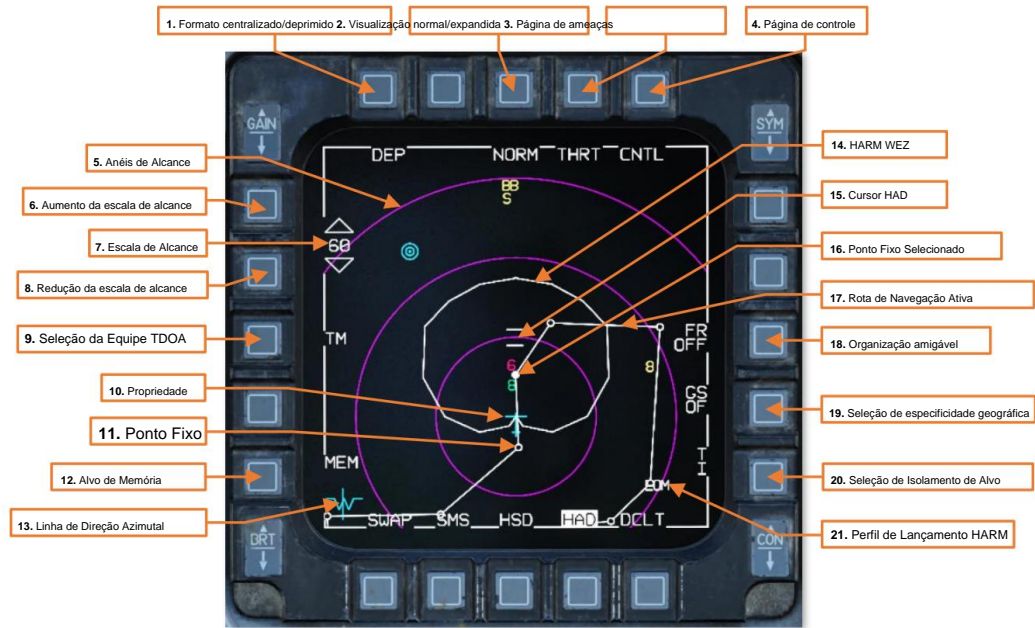 1. Formato centralizado/deprimido 2. Visualização normal/expandida 3. Página de ameaças
4. Página de controle
GAIN
SYM
DEP
NORM
THRT
CNTL
5. Anéis de Alcance
14. HARM WEZ
BB
S
6. Aumento da escala de alcance
15. Cursor HAD
7. Escala de Alcance
60
16. Ponto Fixo Selecionado
8. Redução da escala de alcance
17. Rota de Navegação Ativa
9. Seleção da Equipe TDOA
TM
FR
OFF
18. Organização amigável
6
8
8
10. Propriedade
GS
OF
19. Seleção de especificidade geográfica
11. Ponto Fixo
MEM
T
I
12. Alvo de Memória
EOM
20. Seleção de Isolamento de Alvo
13. Linha de Direção Azimutal
SWAP
SMS
HSD
HAD
DCLT
21. Perfil de Lançamento HARM
BRT
CON